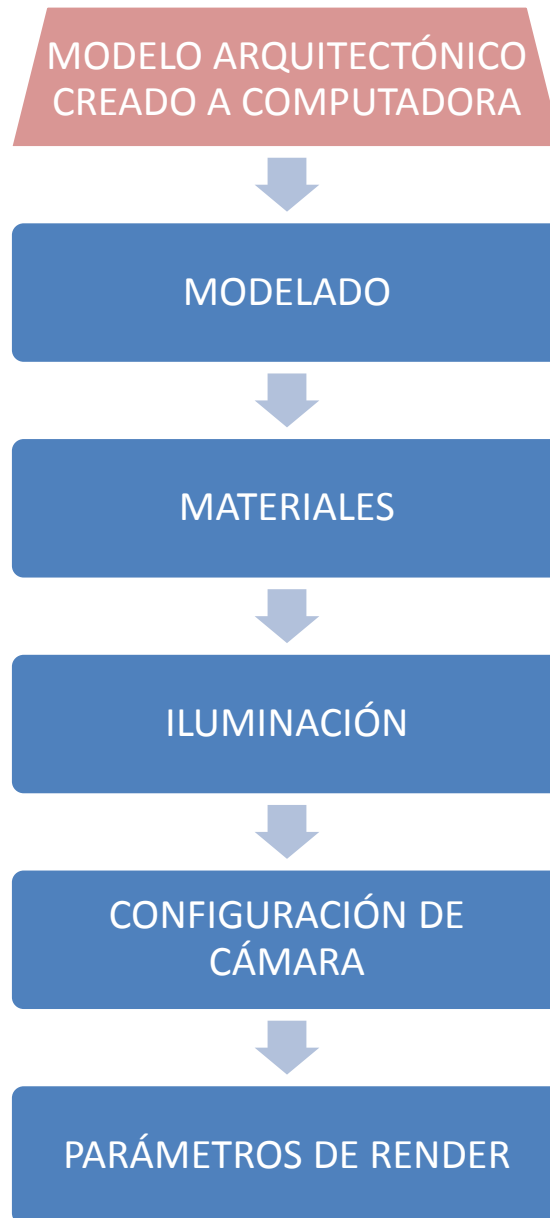 MODELO ARQUITECTÓNICO
CREADO A COMPUTADORA
MODELADO
MATERIALES
ILUMINACIÓN
CONFIGURACIÓN DE
CÁMARA
PARÁMETROS DE RENDER